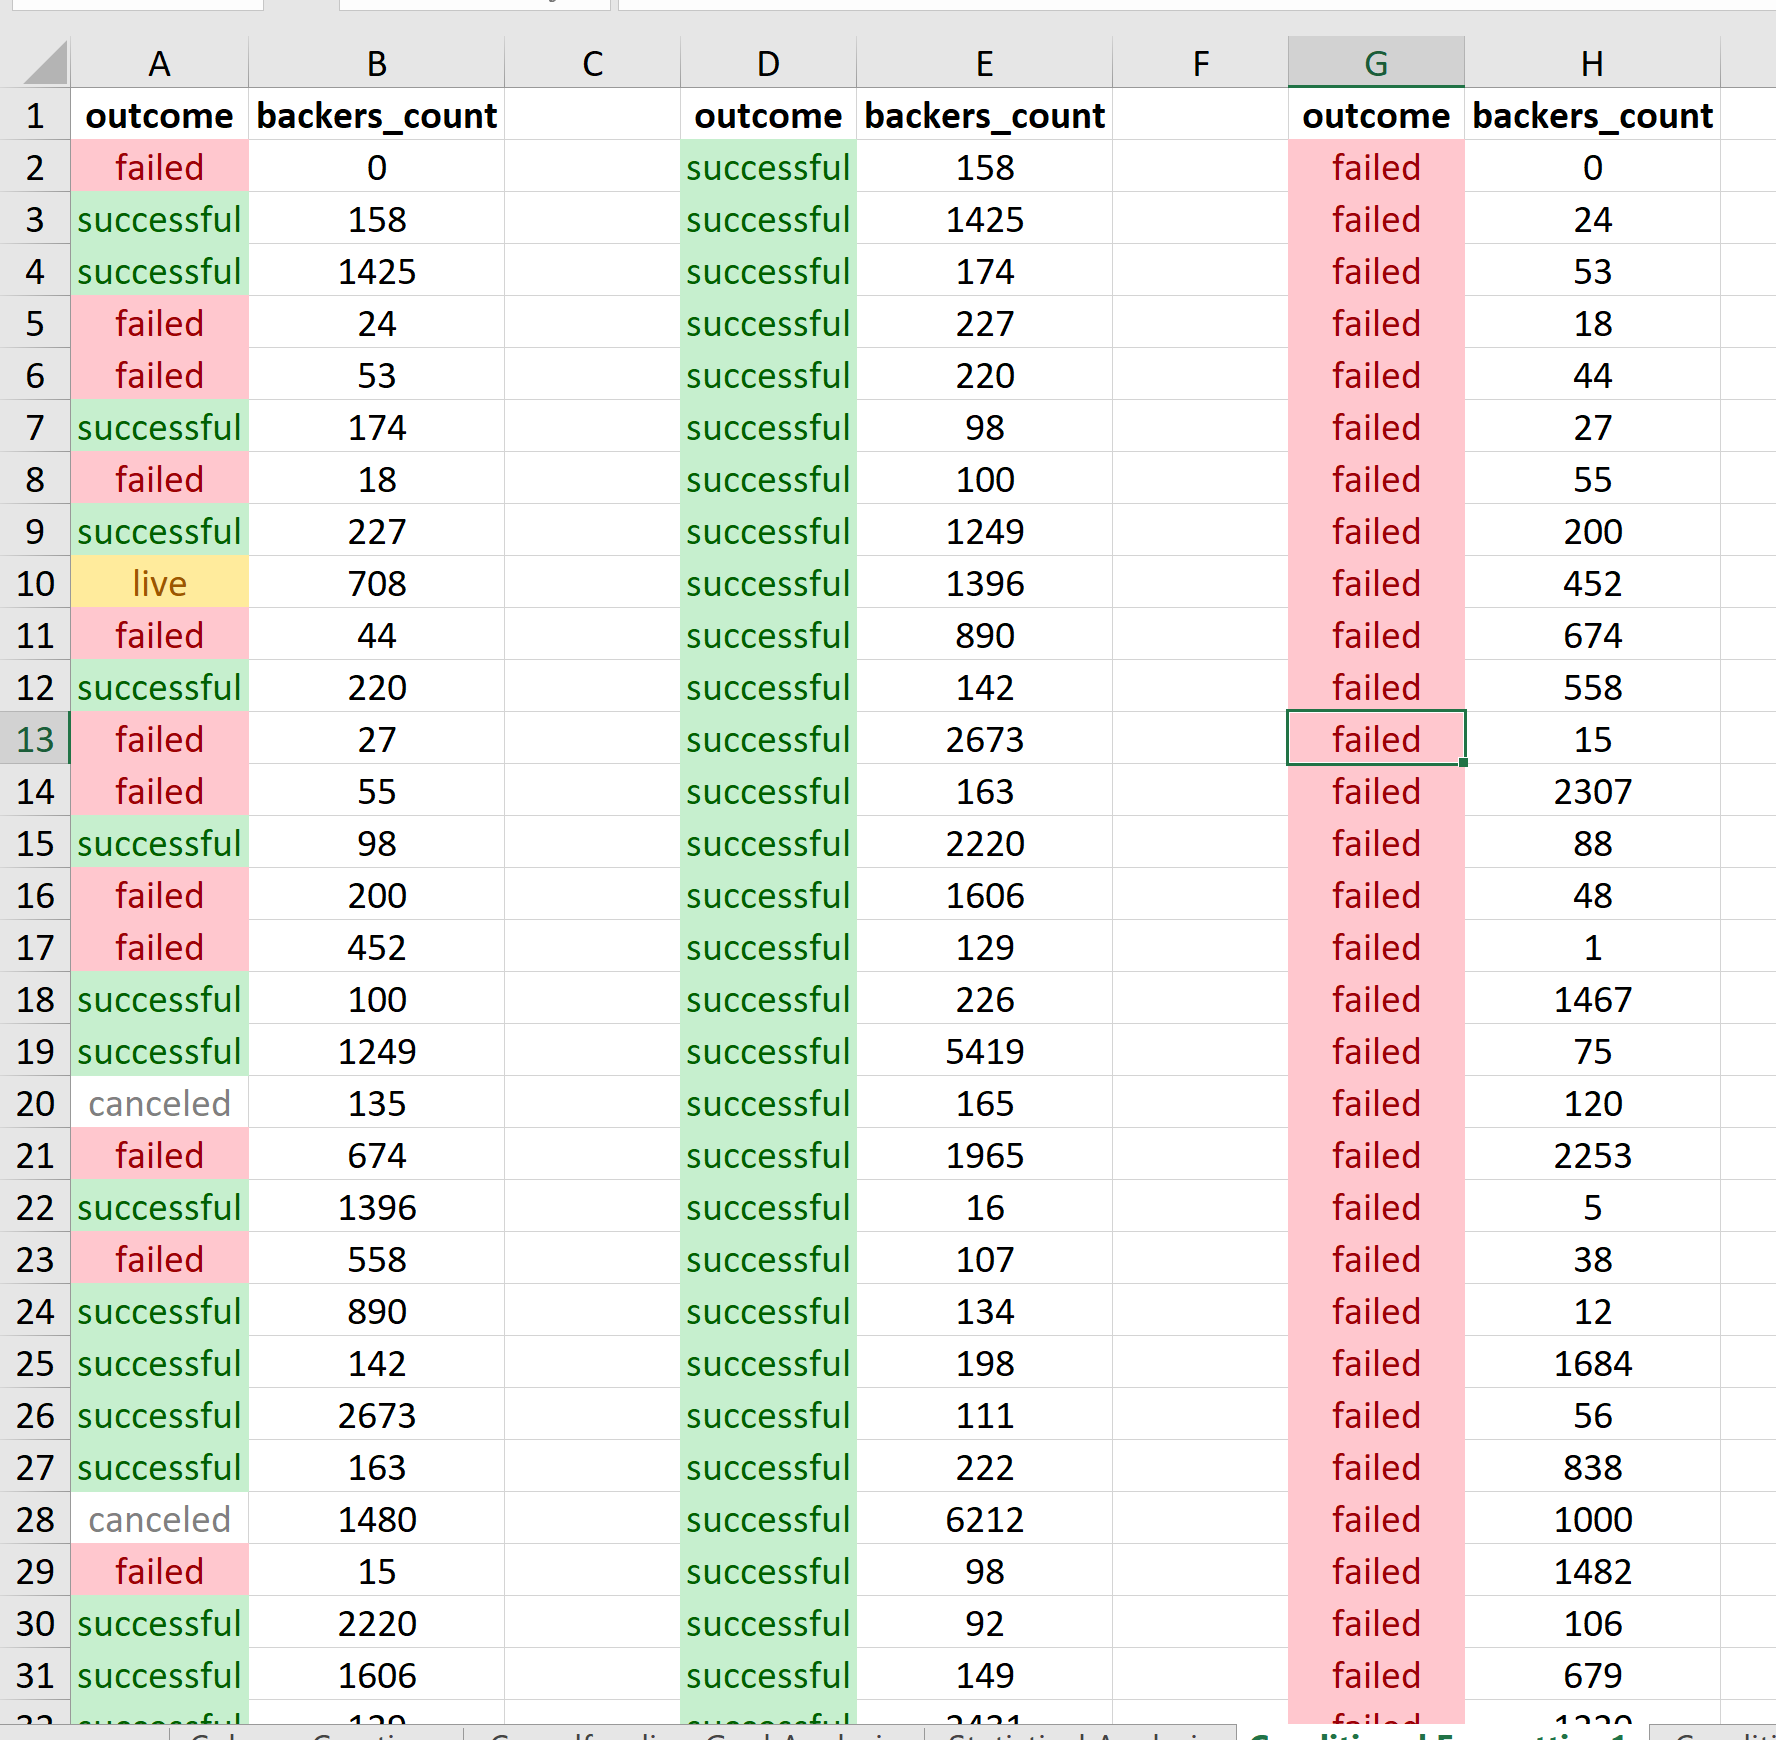 A B C D E F G H
1 outcome backers_count outcome backers_count outcome backers_count
2 failed 0 successful 158 failed 0
3 successful 158 successful 1425 failed 24
4 successful 1425 successful 174 failed 53
5 failed 24 successful 227 failed 18
6 failed 53 successful 220 failed 44
7 successful 174 successful 98 failed 27
8 failed 18 successful 100 failed 55
9 successful 227 successful 1249 failed 200
10 live 708 successful 1396 failed 452
11 failed 44 successful 890 failed 674
12 successful 220 successful 142 failed 558
13 failed 27 successful 2673 failed 15
14 failed 55 successful 163 failed 2307
15 successful 98 successful 2220 failed 88
16 failed 200 successful 1606 failed 48
17 failed 452 successful 129 failed 1
18 successful 100 successful 226 failed 1467
19 successful 1249 successful 5419 failed 75
20 canceled 135 successful 165 failed 120
21 failed 674 successful 1965 failed 2253
22 successful 1396 successful 16 failed 5
23 failed 558 successful 107 failed 38
24 successful 890 successful 134 failed 12
25 successful 142 successful 198 failed 1684
26 successful 2673 successful 111 failed 56
27 successful 163 successful 222 failed 838
28 canceled 1480 successful 6212 failed 1000
29 failed 15 successful 98 failed 1482
30 successful 2220 successful 92 failed 106
31 successful 1606 successful 149 failed 679
32 successful 129 successful 2431 failed